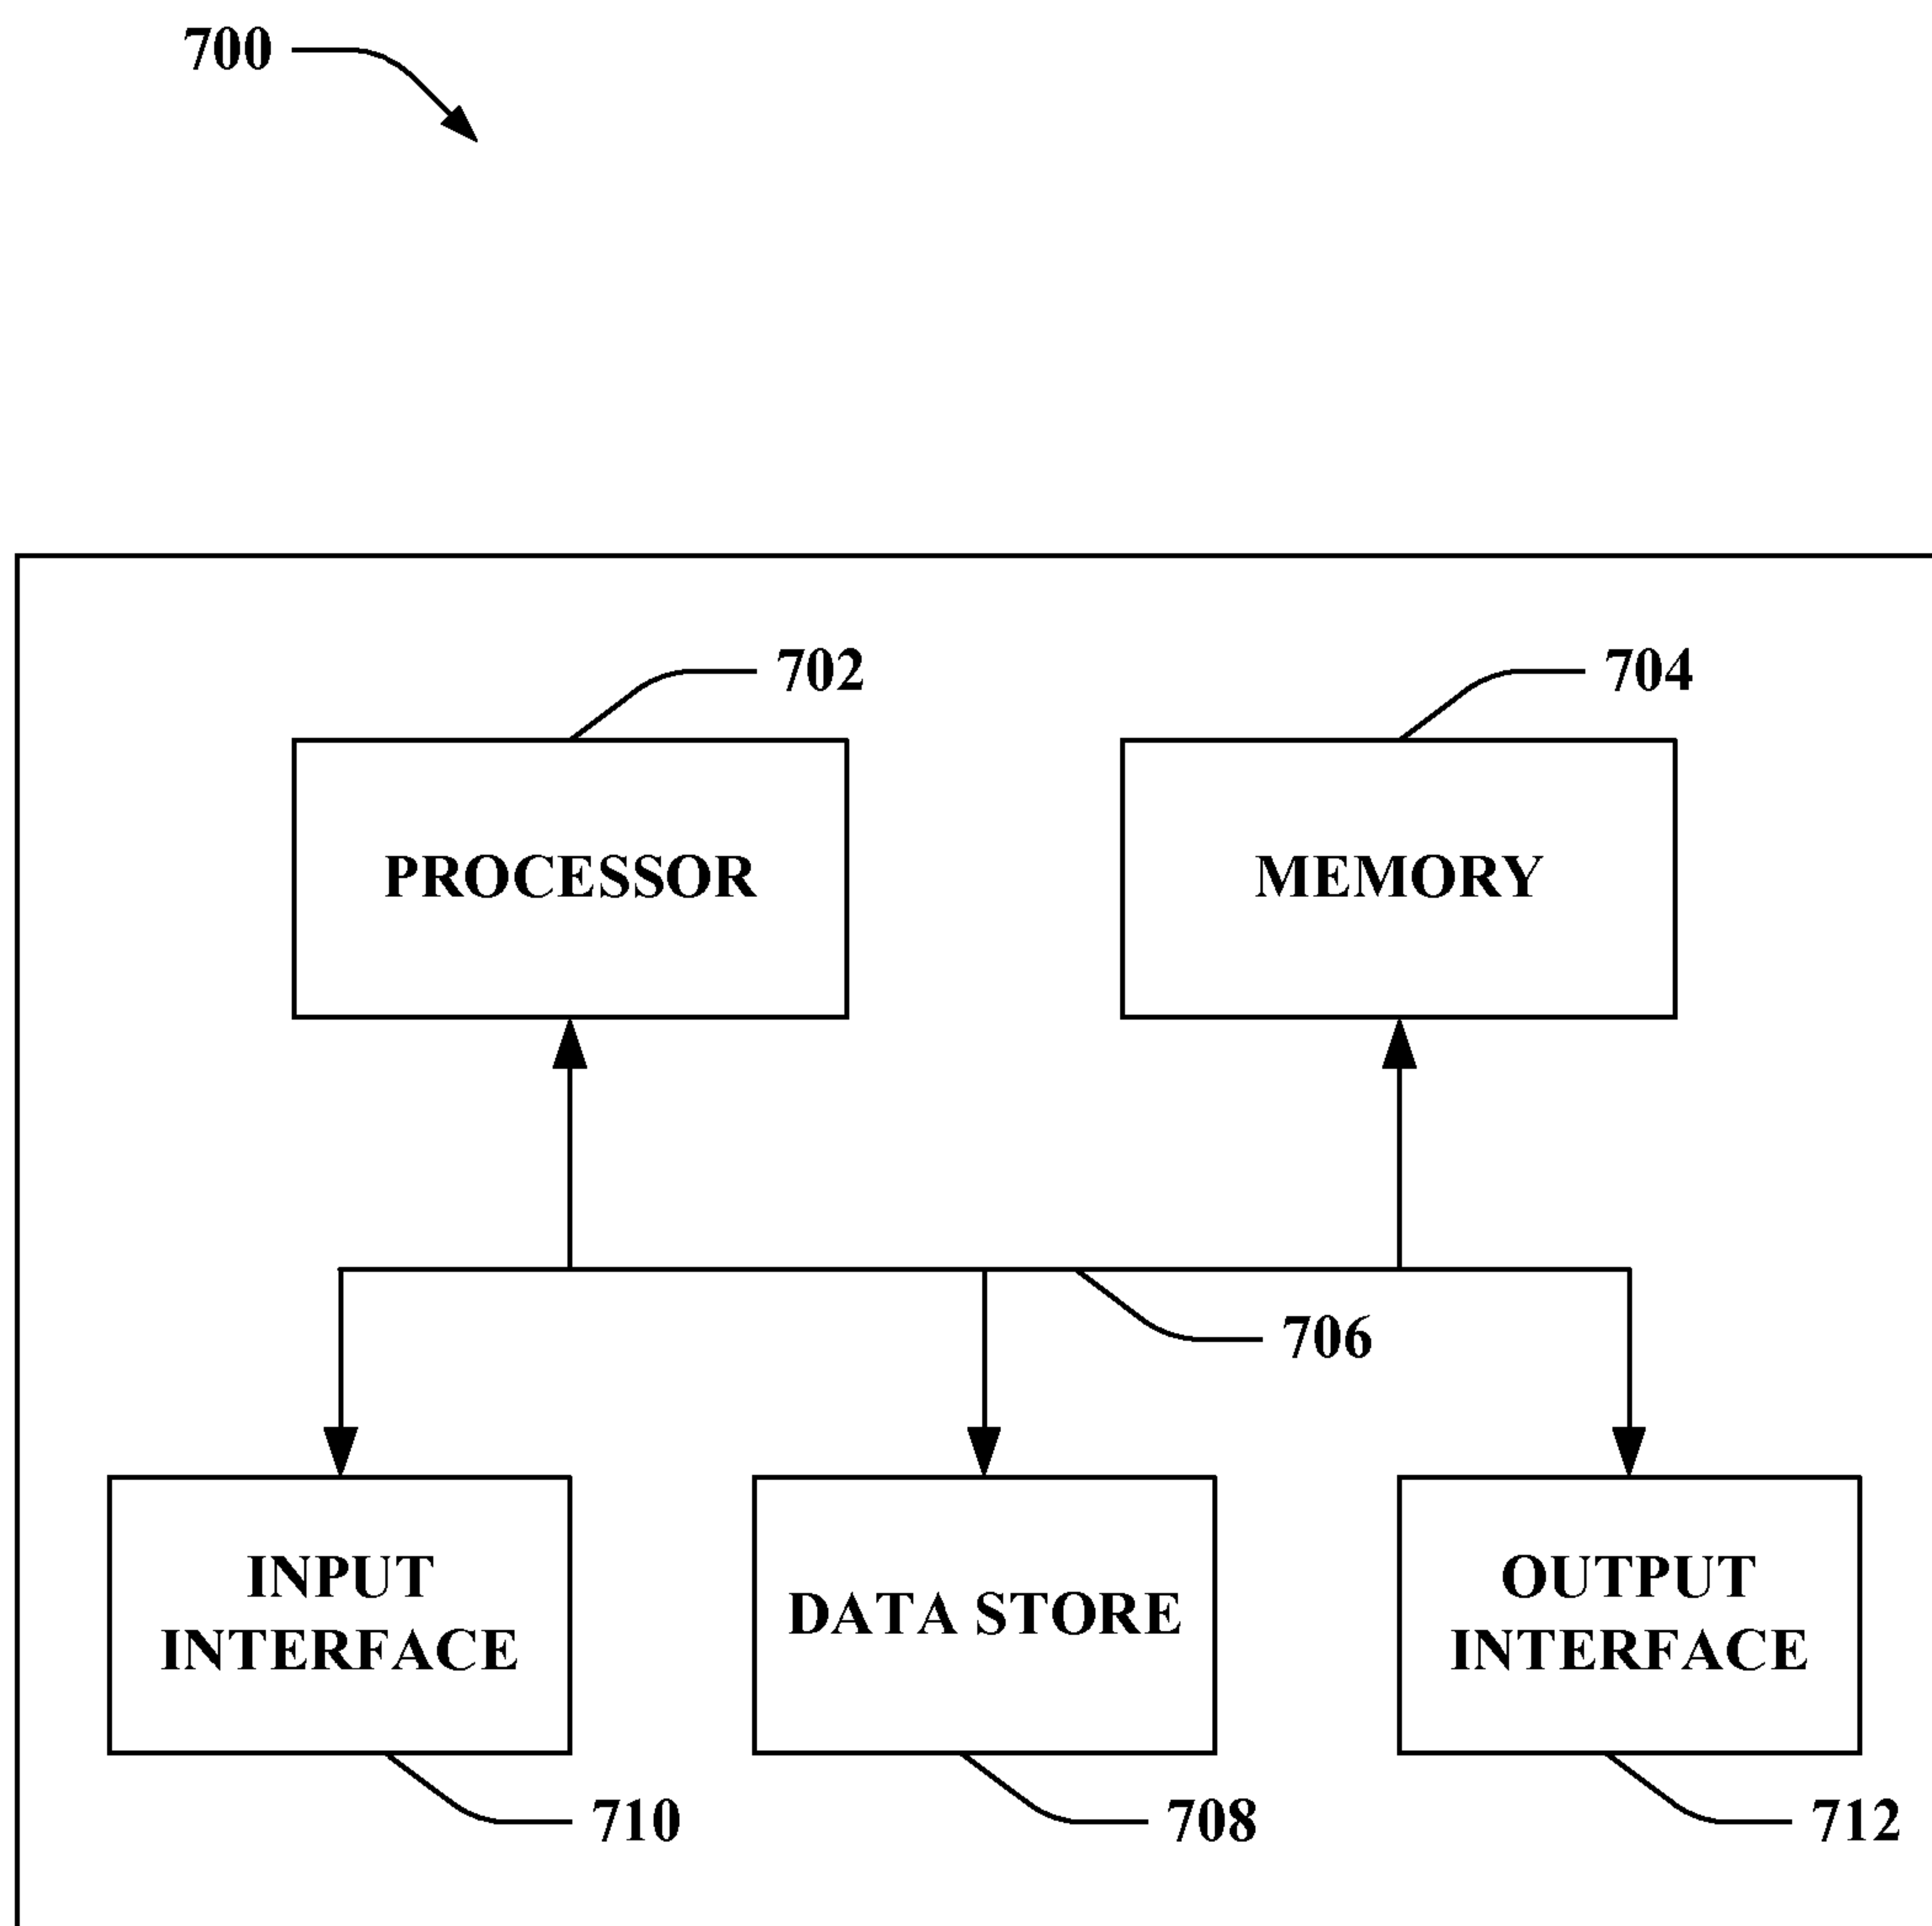 700
702
704
PROCESSOR
MEMORY
706
INPUT
INTERFACE
DATA STORE
OUTPUT
INTERFACE
710
708
712